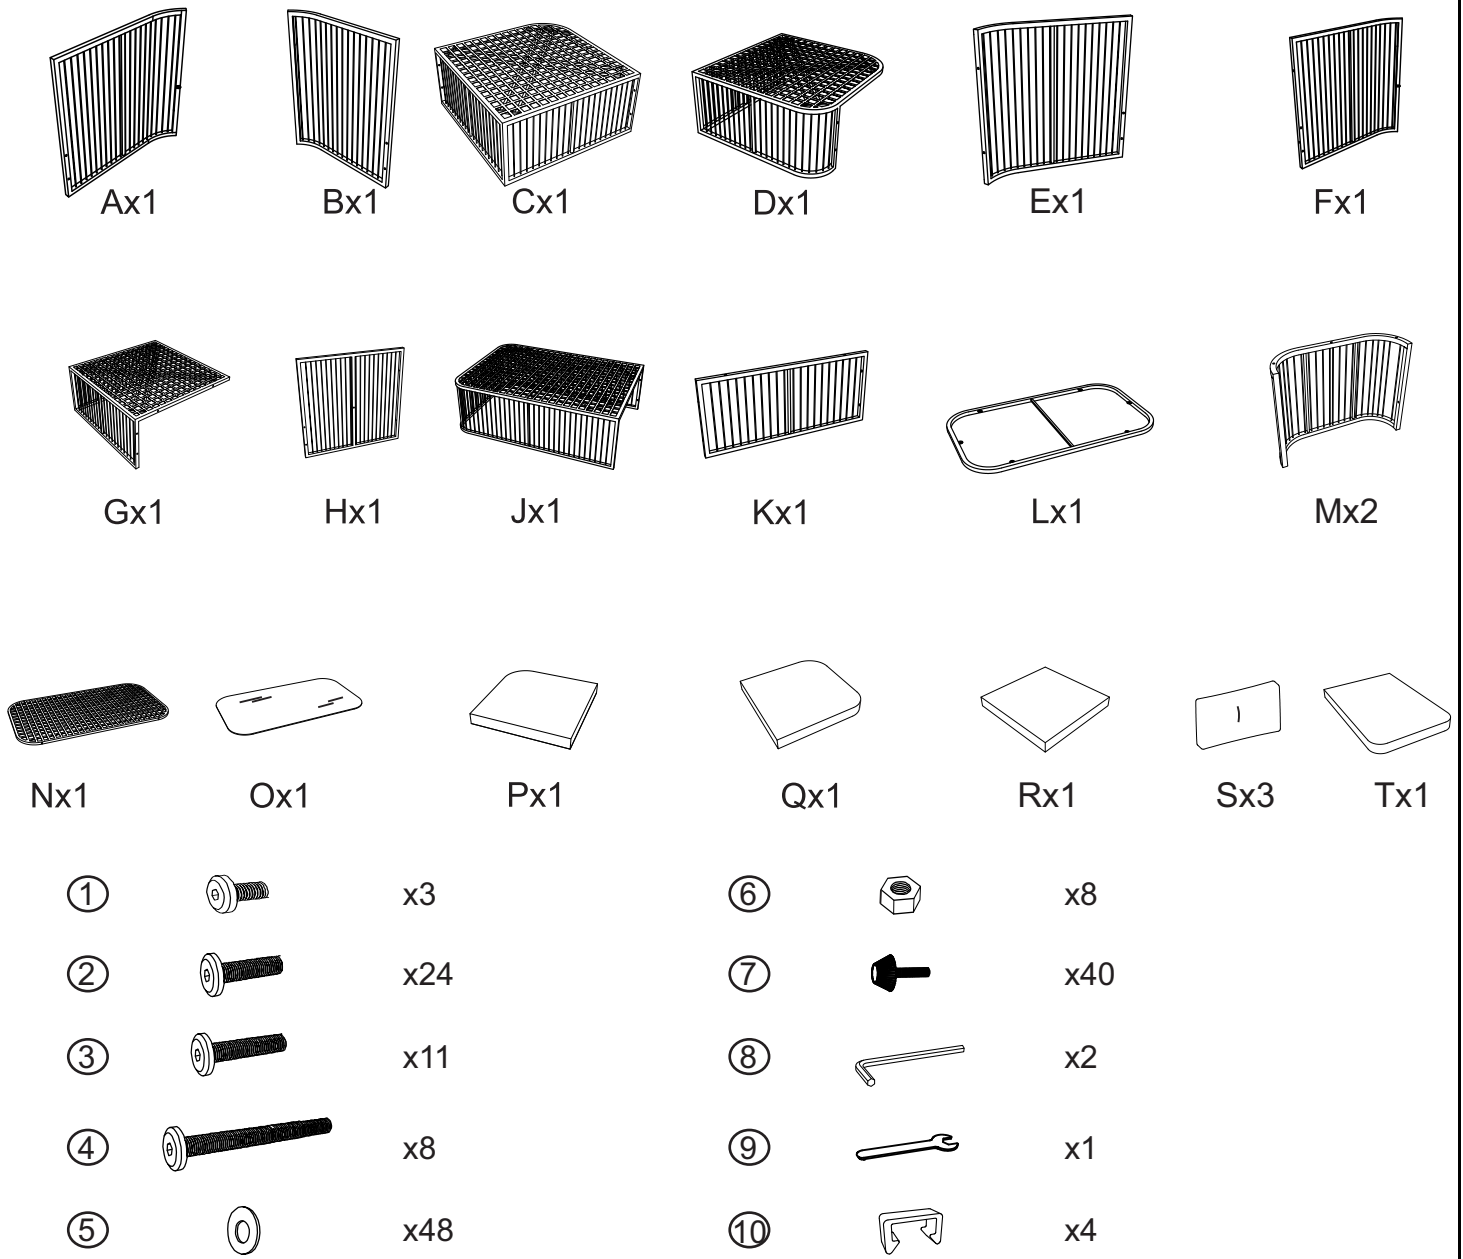 Ax1 Bx1 Cx1 Dx1 Ex1 Fx1
Gx1 Hx1 Jx1 Kx1 Lx1 Mx2
Nx1 Ox1 Px1 Qx1 Rx1 Sx3 Tx1
① x3 ⑥ x8
② x24 ⑦ x40
③ x11 ⑧ x2
④ x8 ⑨ x1
⑤ x48 ⑩ x4